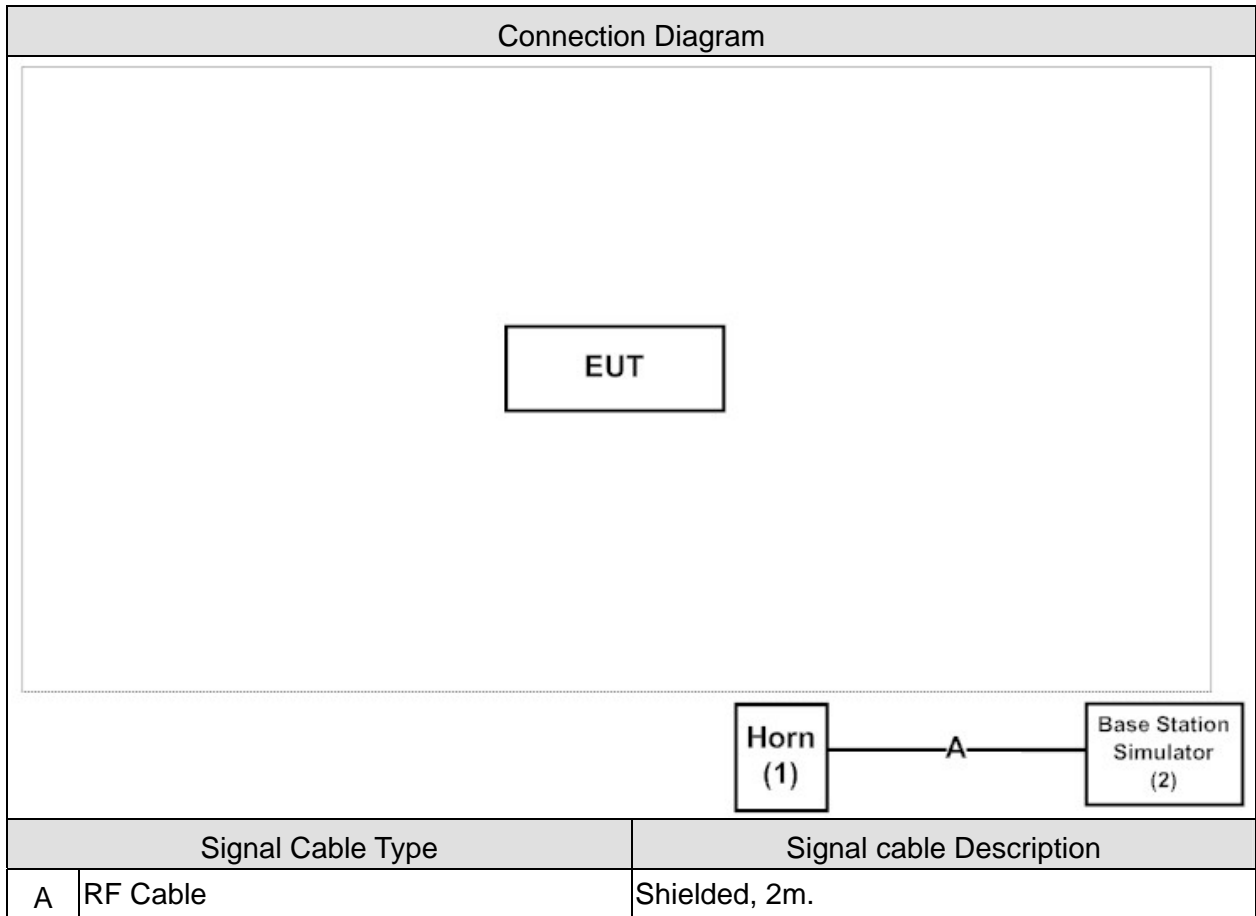 Connection Diagram
EUT
Horn
(1)
A
Base Station
Simulator
(2)
Signal Cable Type
Signal cable Description
A
RF Cable
Shielded, 2m.